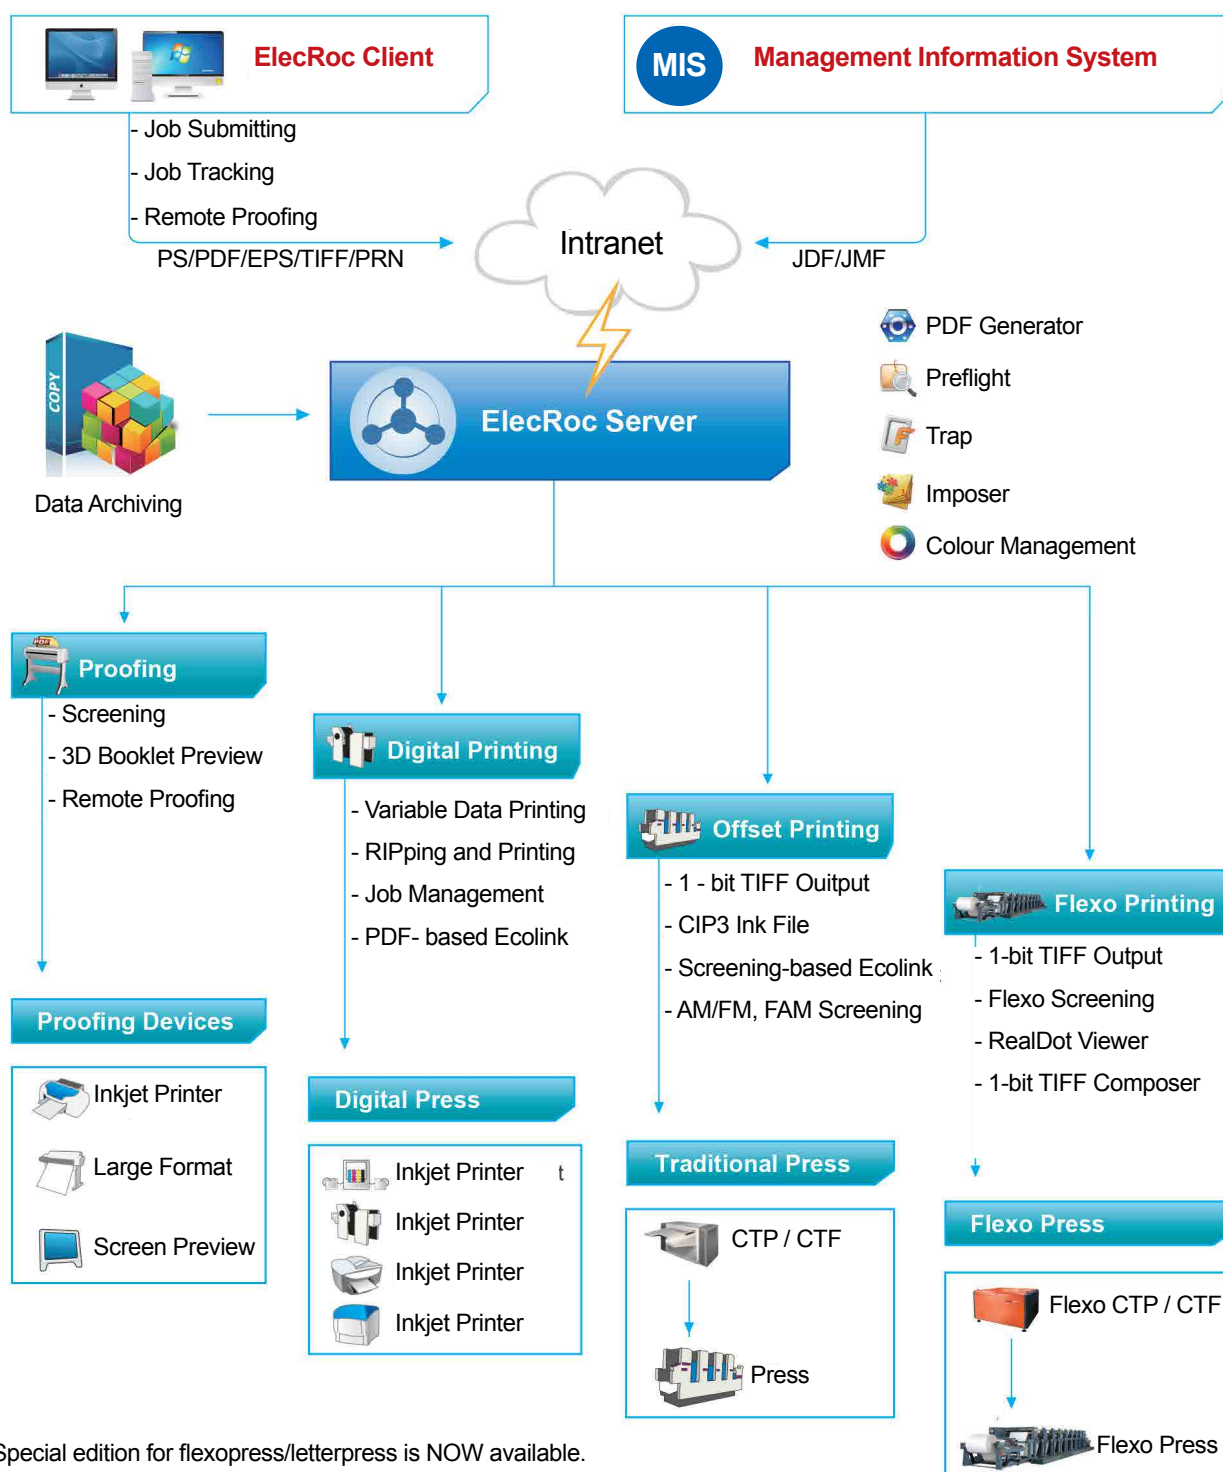 ElecRoc Client
MIS
Management Information System
- Job Submitting
- Job Tracking
- Remote Proofing
PS/PDF/EPS/TIFF/PRN
Intranet
JDF/JMF
PDF Generator
Preflight
Trap
Imposer
Colour Management
COPY
Data Archiving
ElecRoc Server
PDF
Proofing
- Screening
- 3D Booklet Preview
- Remote Proofing
Proofing Devices
Inkjet Printer
Large Format
Screen Preview
Digital Printing
- Variable Data Printing
- RIPping and Printing
- Job Management
- PDF- based Ecolink
Digital Press
Inkjet Printer t
Inkjet Printer
Inkjet Printer
Inkjet Printer
Offset Printing
- 1 - bit TIFF Ouitput
- CIP3 Ink File
- Screening-based Ecolink
- AM/FM, FAM Screening
Traditional Press
CTP / CTF
Press
Flexo Printing
- 1-bit TIFF Output
- Flexo Screening
- RealDot Viewer
- 1-bit TIFF Composer
Flexo Press
Flexo CTP / CTF
Flexo Press
Special edition for flexopress/letterpress is NOW available.